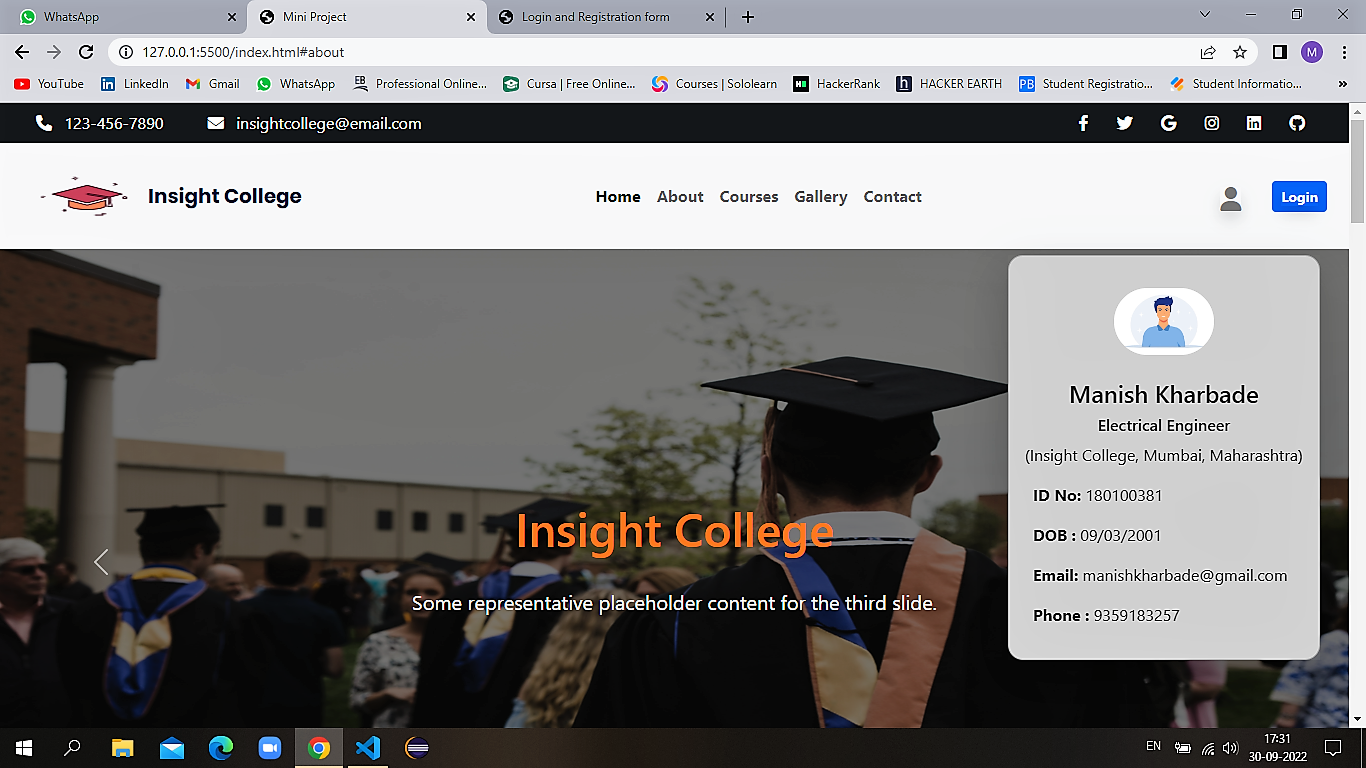 WhatsApp
Mini Project
Login and Registration form
127.0.0.1:5500/index.html#about
M
YouTube
LinkedIn
Gmail
WhatsApp
EB
Professional Online...
Cursa | Free Online...
Courses | Sololearn
HackerRank
h
HACKER EARTH
PB
Student Registratio...
Student Informatio...
123-456-7890
insightcollege@email.com
Insight College
Home
About
Courses
Gallery
Contact
Login
Manish Kharbade
Electrical Engineer
(Insight College, Mumbai, Maharashtra)
ID No: 180100381
DOB : 09/03/2001
Email: manishkharbade@gmail.com
Phone : 9359183257
Insight College
Some representative placeholder content for the third slide.
EN
17:31
30-09-2022